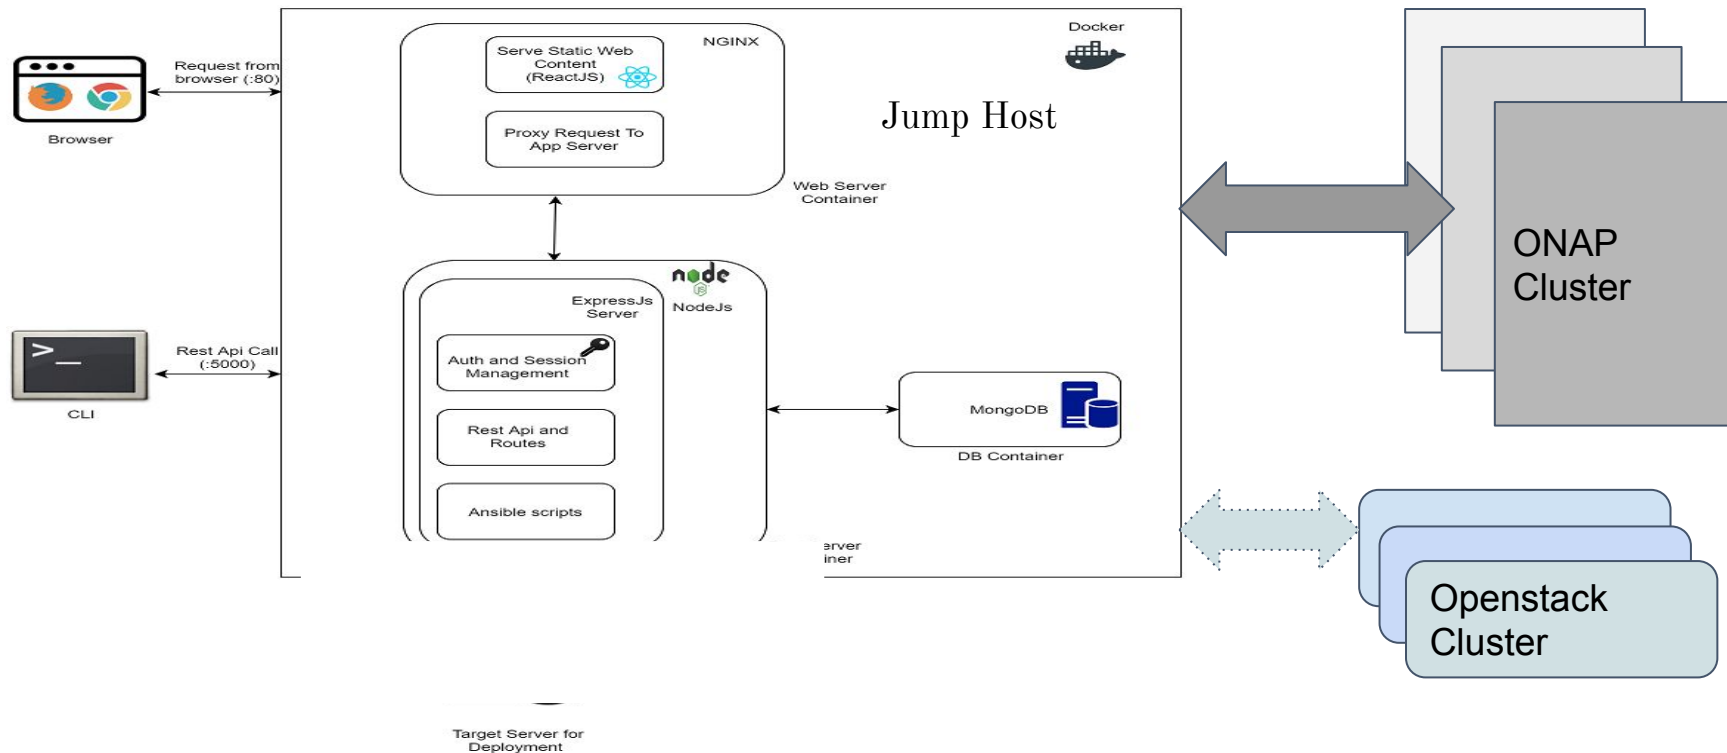 Docker
NGINX
Serve Static Web
Content
(ReactJS)
Request from
browser (:80)
Browser
Jump Host
Proxy Request To
App Server
Web Server
Container
ONAP
Cluster
node
JS
NodeJs
ExpressJs
Server
Rest Api Call
(:5000)
>_
CLI
Auth and Session
Management
MongoDB
Rest Api and
Routes
DB Container
Ansible scripts
Openstack
Cluster
Target Server for
Deployment